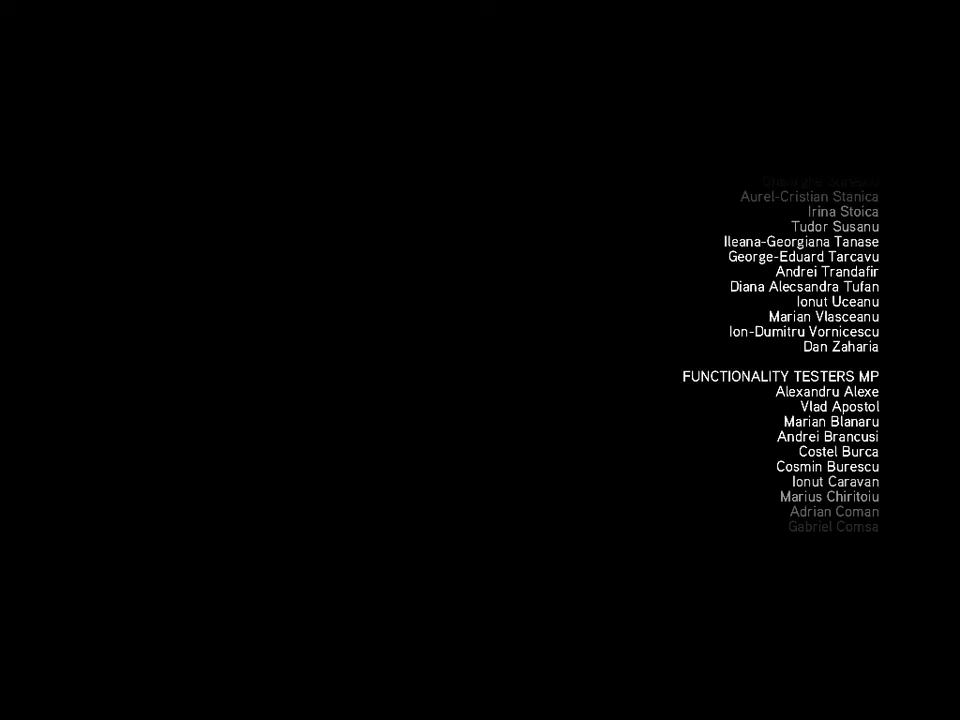 Aurel-Cristian Stanica
Irina Stoica
Tudor Susanu
Ileana-Georgiana Tanase
George-Eduard Tarcavu
Andrei Trandafir
Diana Alecsandra Tufan
Ionut Uceanu
Marian Vlasceanu
Ion-Dumitru Vornicescu
Dan Zaharia
FUNCTIONALITY TESTERS MP
Alexandru Alexe
Vlad Apostol
Marian Blanaru
Andrei Brancusi
Costel Burca
Cosmin Burescu
Ionut Caravan
Marius Chiritoiu
Adrian Coman
Gabriel Comsa